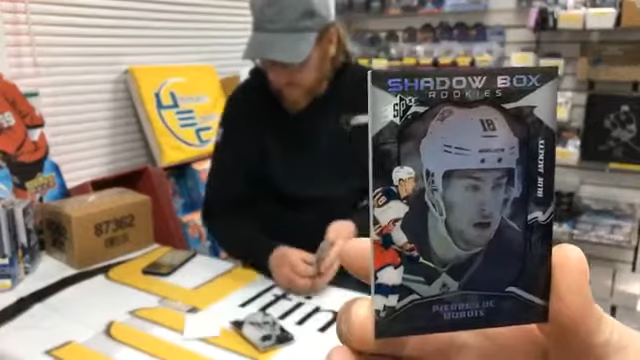 SHADOW BOX
ROOKIES
SPx
18
BLUE JACKETS
PIERRE-LUC
DUBOIS
87362